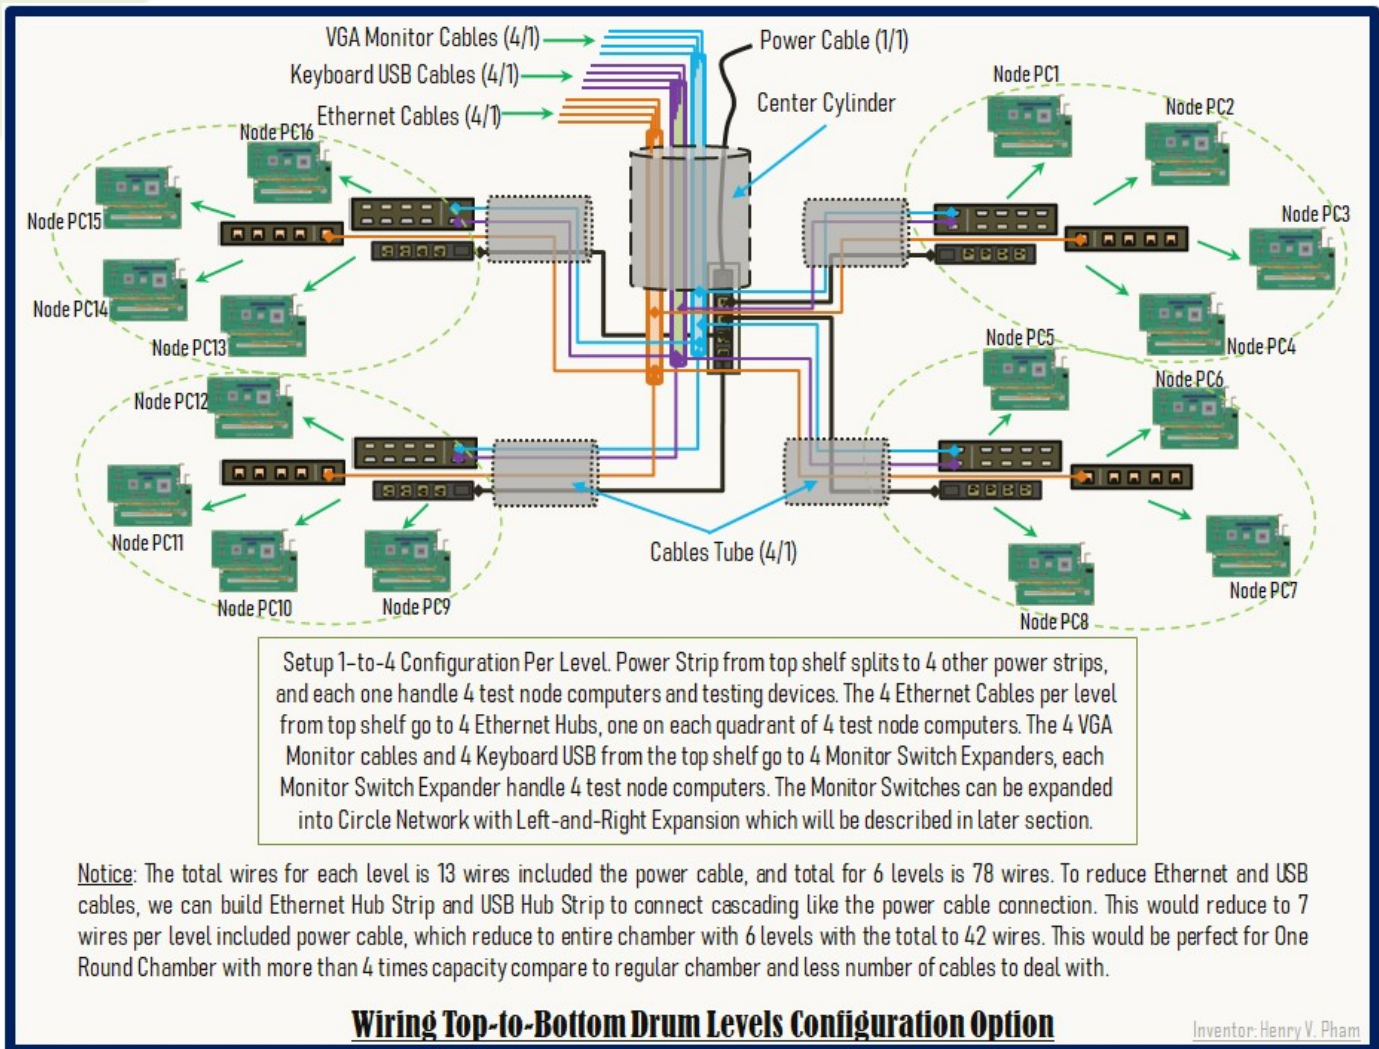 VGA Monitor Cables (4/1)
Power Cable (1/1)
Keyboard USB Cables (4/1)
Node PC1
Center Cylinder
Node PC2
Ethernet Cables (4/1)
Node PC16
Node PC15
Node PC3
Node PC14
Node PC13
Node PC5
Node PC4
Node PC12
Node PC6
Node PC11
Cables Tube (4/1)
Node PC10
Node PC9
Node PC7
Node PC8
Setup 1-to-4 Configuration Per Level. Power Strip from top shelf splits to 4 other power strips,
and each one handle 4 test node computers and testing devices. The 4 Ethernet Cables per level
from top shelf go to 4 Ethernet Hubs, one on each quadrant of 4 test node computers. The 4 VGA
Monitor cables and 4 Keyboard USB from the top shelf go to 4 Monitor Switch Expanders, each
Monitor Switch Expander handle 4 test node computers. The Monitor Switches can be expanded
into Circle Network with Left-and-Right Expansion which will be described in later section.
Notice: The total wires for each level is 13 wires included the power cable, and total for 6 levels is 78 wires. To reduce Ethernet and USB
cables, we can build Ethernet Hub Strip and USB Hub Strip to connect cascading like the power cable connection. This would reduce to 7
wires per level included power cable, which reduce to entire chamber with 6 levels with the total to 42 wires. This would be perfect for One
Round Chamber with more than 4 times capacity compare to regular chamber and less number of cables to deal with.
Wiring Top-to-Bottom Drum Levels Configuration Option
Inventor: Henry V. Pham